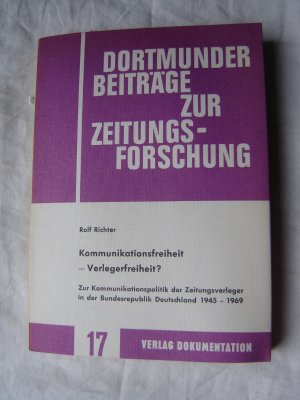 DORTMUNDER
BEITRÄGE
ZUR
ZEITUNGS-
FORSCHUNG
Rolf Richter
Kommunikationsfreiheit
– Verlegerfreiheit?
Zur Kommunikationspolitik der Zeitungsverleger
in der Bundesrepublik Deutschland 1945 - 1969
17 VERLAG DOKUMENTATION